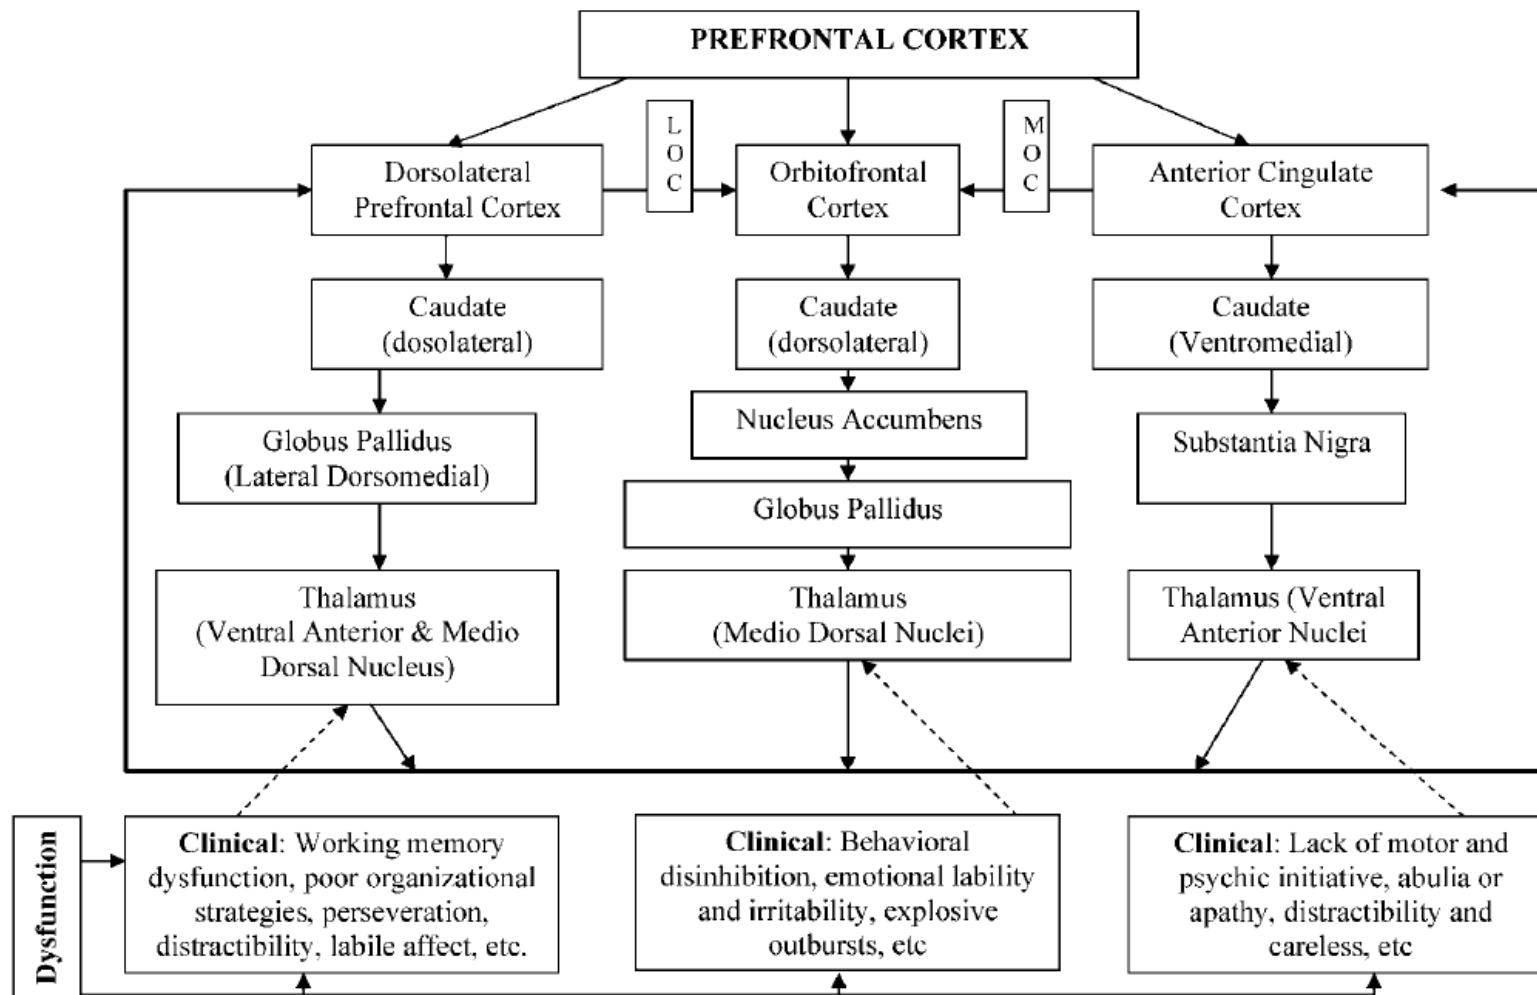 PREFRONTAL CORTEX
L
O
C
M
O
C
Dorsolateral
Prefrontal Cortex
Orbitofrontal
Cortex
Anterior Cingulate
Cortex
Caudate
(dosolateral)
Caudate
(dorsolateral)
Caudate
(Ventromedial)
Globus Pallidus
(Lateral Dorsomedial)
Nucleus Accumbens
Substantia Nigra
Globus Pallidus
Thalamus
(Ventral Anterior & Medio
Dorsal Nucleus)
Thalamus
(Medio Dorsal Nuclei)
Thalamus (Ventral
Anterior Nuclei
Dysfunction
Clinical: Working memory
dysfunction, poor organizational
strategies, perseveration,
distractibility, labile affect, etc.
Clinical: Behavioral
disinhibition, emotional lability
and irritability, explosive
outbursts, etc
Clinical: Lack of motor and
psychic initiative, abulia or
apathy, distractibility and
careless, etc